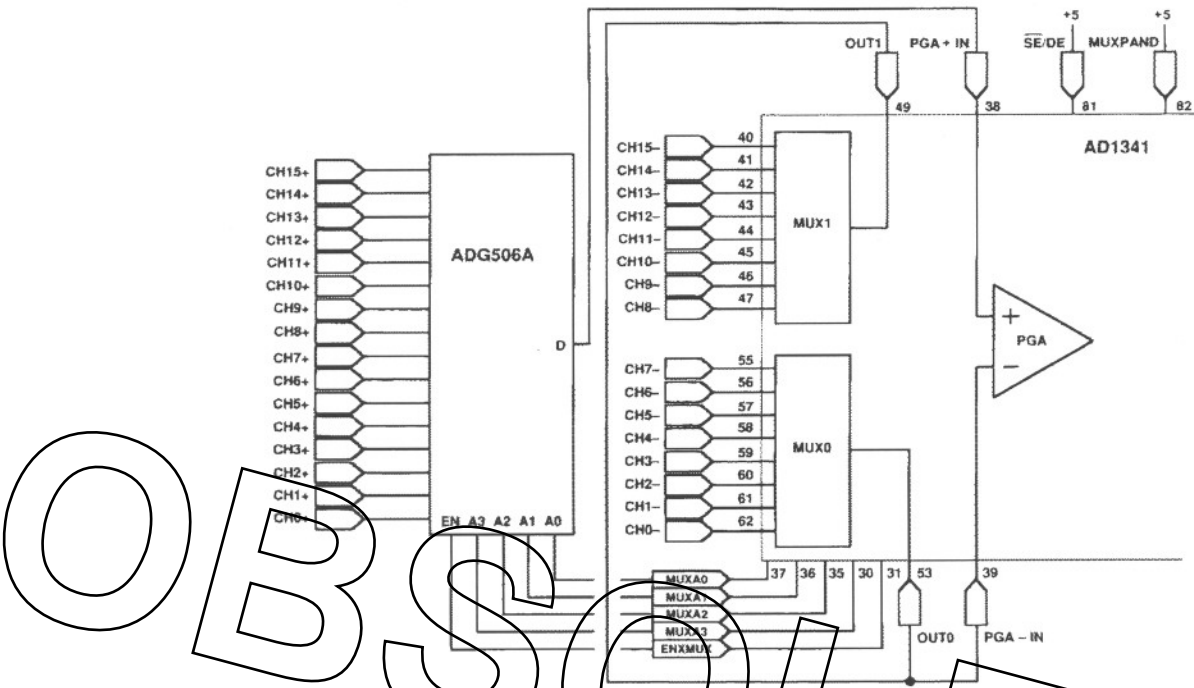 +5 +5
OUT1 PGA + IN SE/DE MUXPAND
49 38 81 82
AD1341
CH15+
CH14+
CH13+
CH12+
CH11+
CH10+
CH9+
CH8+
CH7+
CH6+
CH5+
CH4+
CH3+
CH2+
CH1+
CH0+
ADG506A
D
EN A3 A2 A1 A0
CH15– 40
CH14– 41
CH13– 42
CH12– 43
CH11– 44
CH10– 45
CH9– 46
CH8– 47
MUX1
CH7– 55
CH6– 56
CH5– 57
CH4– 58
CH3– 59
CH2– 60
CH1– 61
CH0– 62
MUX0
+
PGA
–
37 36 35 30 31 53 39
MUXA0
MUXA1
MUXA2
MUXA3
ENXMUX
OUT0 PGA – IN
OBSOL